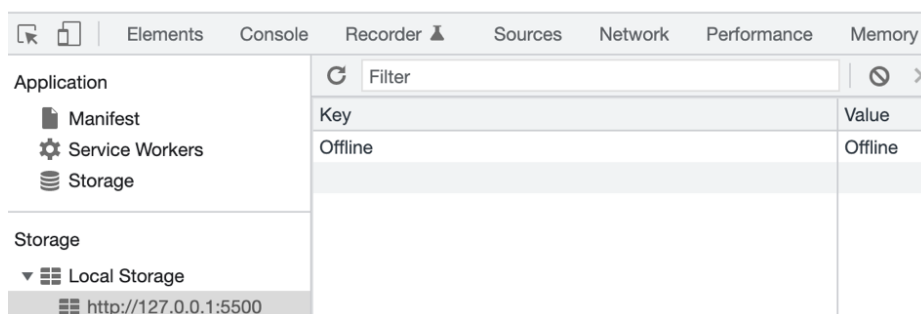 Elements Console Recorder Sources Network Performance Memory
Application
Manifest
Service Workers
Storage
Storage
Local Storage
http://127.0.0.1:5500
Filter
Key Value
Offline Offline